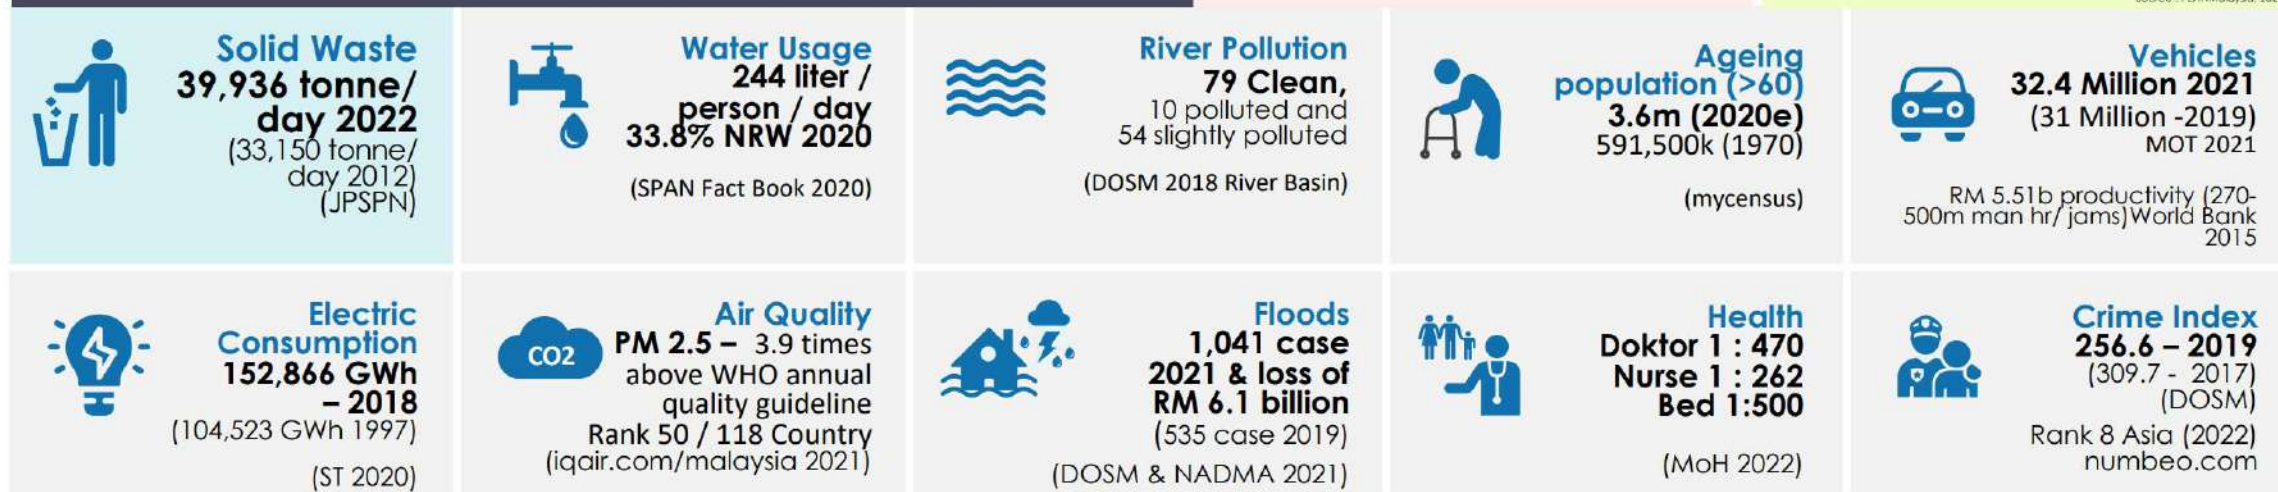 Solid Waste
39,936 tonne/
day 2022
(33,150 tonne/
day 2012)
(JPSPN)
Water Usage
244 liter /
person / day
33.8% NRW 2020
(SPAN Fact Book 2020)
River Pollution
79 Clean,
10 polluted and
54 slightly polluted
(DOSM 2018 River Basin)
Ageing
population (>60)
3.6m (2020e)
591,500k (1970)
(mycensus)
Vehicles
32.4 Million 2021
(31 Million -2019)
MOT 2021
RM 5.51b productivity (270-
500m man hr/ jams)World Bank
2015
Electric
Consumption
152,866 GWh
– 2018
(104,523 GWh 1997)
(ST 2020)
CO2
Air Quality
PM 2.5 – 3.9 times
above WHO annual
quality guideline
Rank 50 / 118 Country
(iqair.com/malaysia 2021)
Floods
1,041 case
2021 & loss of
RM 6.1 billion
(535 case 2019)
(DOSM & NADMA 2021)
Health
Doktor 1 : 470
Nurse 1 : 262
Bed 1:500
(MoH 2022)
Crime Index
256.6 – 2019
(309.7 - 2017)
(DOSM)
Rank 8 Asia (2022)
numbeo.com